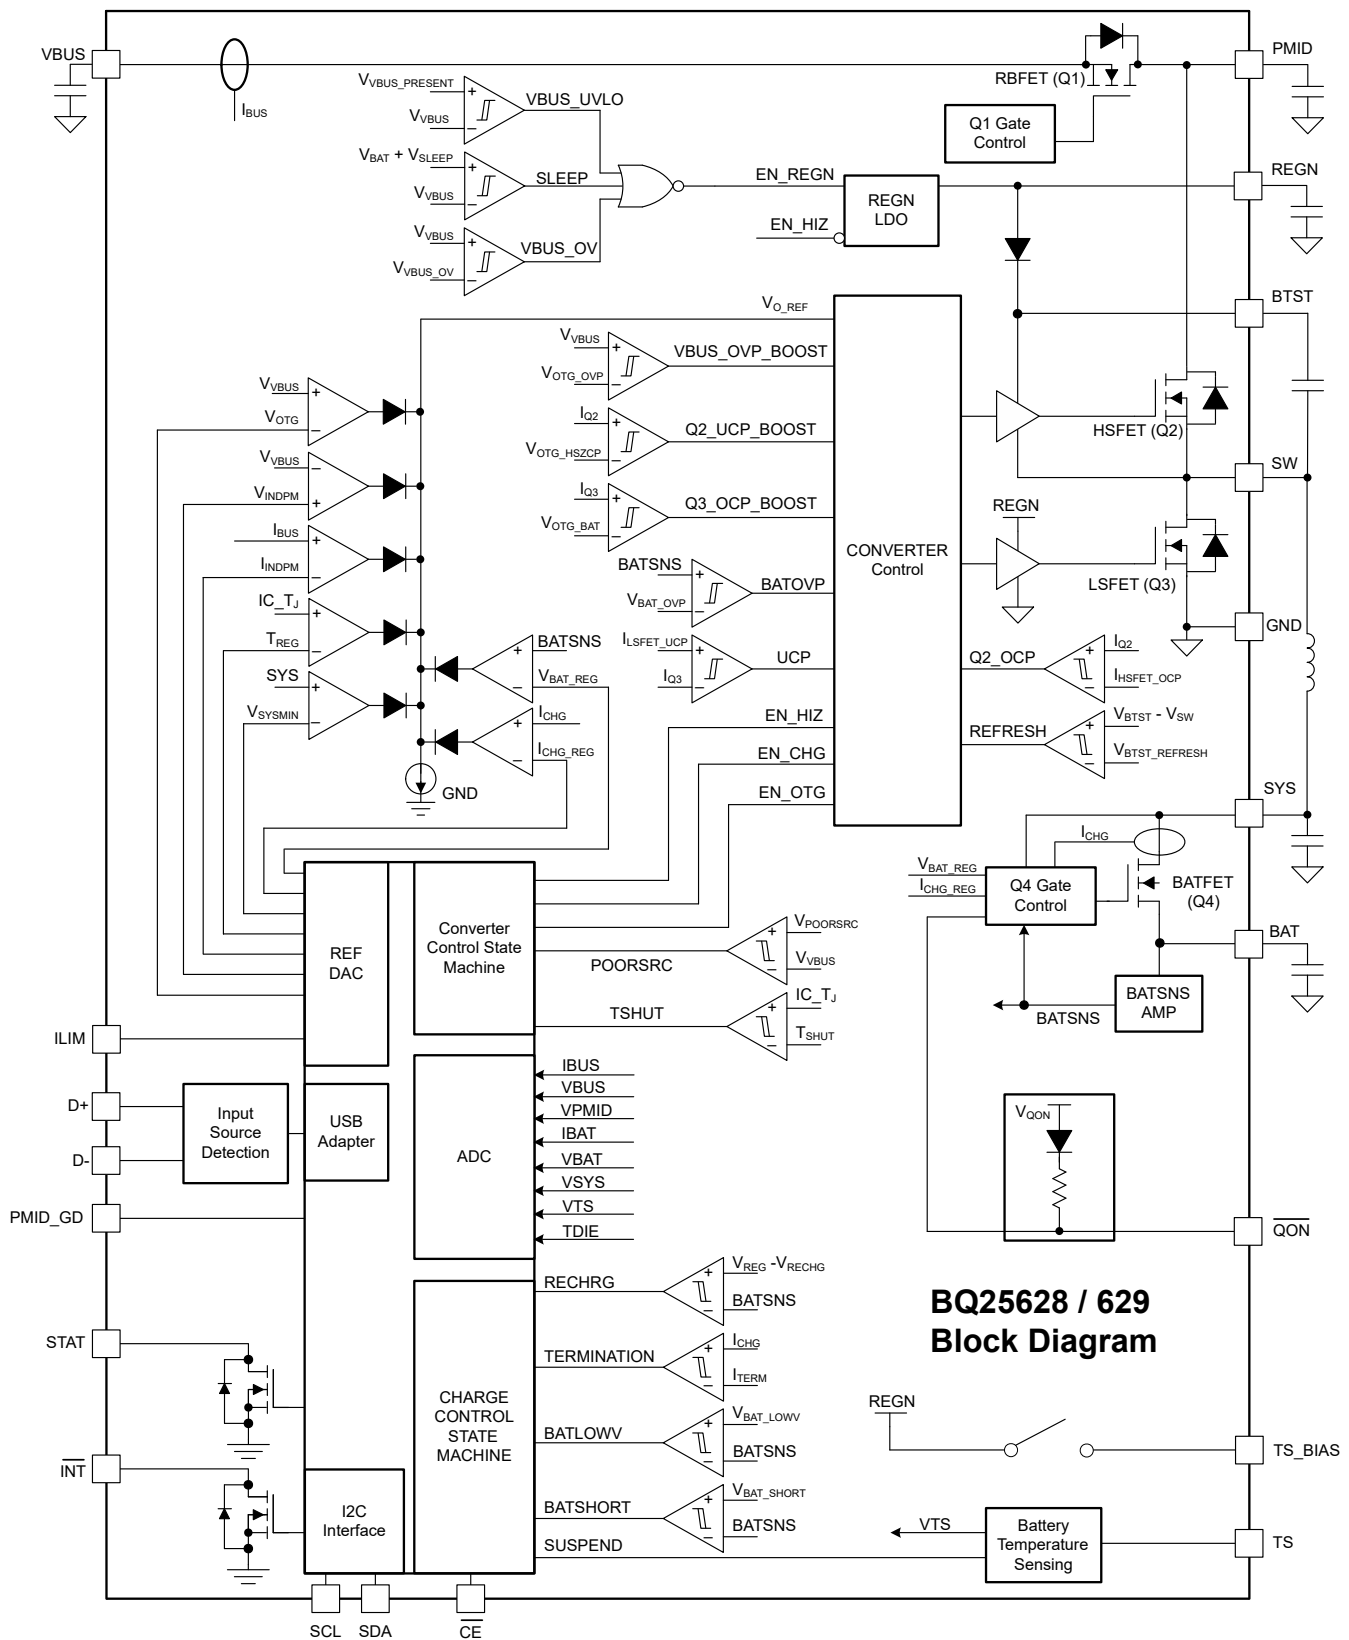 VBUS
IBUS
PMID
RBFET (Q1)
Q1 Gate
Control
VVBUS_PRESENT
+
VVBUS
−
VBUS_UVLO
VBAT + VSLEEP
+
VVBUS
−
SLEEP
VVBUS
+
VVBUS_OV
−
VBUS_OV
EN_REGN
EN_HIZ
REGN
LDO
REGN
BTST
VO_REF
VVBUS
+
VOTG_OVP
−
VBUS_OVP_BOOST
IQ2
+
VOTG_HSZCP
−
Q2_UCP_BOOST
IQ3
+
VOTG_BAT
−
Q3_OCP_BOOST
BATSNS
+
VBAT_OVP
−
BATOVP
ILSFET_UCP
+
IQ3
−
UCP
EN_HIZ
EN_CHG
EN_OTG
CONVERTER
Control
VVBUS
+
VOTG
−
VVBUS
−
VINDPM
+
IBUS
+
IINDPM
−
IC_TJ
+
TREG
−
SYS
+
VSYSMIN
−
+
BATSNS
−
VBAT_REG
+
ICHG
−
ICHG_REG
GND
HSFET (Q2)
SW
REGN
LSFET (Q3)
GND
Q2_OCP
+
IQ2
−
IHSFET_OCP
REFRESH
+
VBTST - VSW
−
VBTST_REFRESH
SYS
ICHG
VBAT_REG
ICHG_REG
Q4 Gate
Control
BATFET
(Q4)
BAT
BATSNS
BATSNS
AMP
REF
DAC
Converter
Control State
Machine
POORSRC
+
VPOORSRC
−
VVBUS
TSHUT
+
IC_TJ
−
TSHUT
ILIM
D+
D-
Input
Source
Detection
USB
Adapter
PMID_GD
ADC
IBUS
VBUS
VPMID
IBAT
VBAT
VSYS
VTS
TDIE
VQON
QON
BQ25628 / 629
Block Diagram
STAT
INT
CHARGE
CONTROL
STATE
MACHINE
RECHRG
+
VREG -VRECHG
−
BATSNS
TERMINATION
+
ICHG
−
ITERM
BATLOWV
+
VBAT_LOWV
−
BATSNS
BATSHORT
+
VBAT_SHORT
−
BATSNS
SUSPEND
I2C
Interface
REGN
TS_BIAS
VTS
Battery
Temperature
Sensing
TS
SCL
SDA
CE